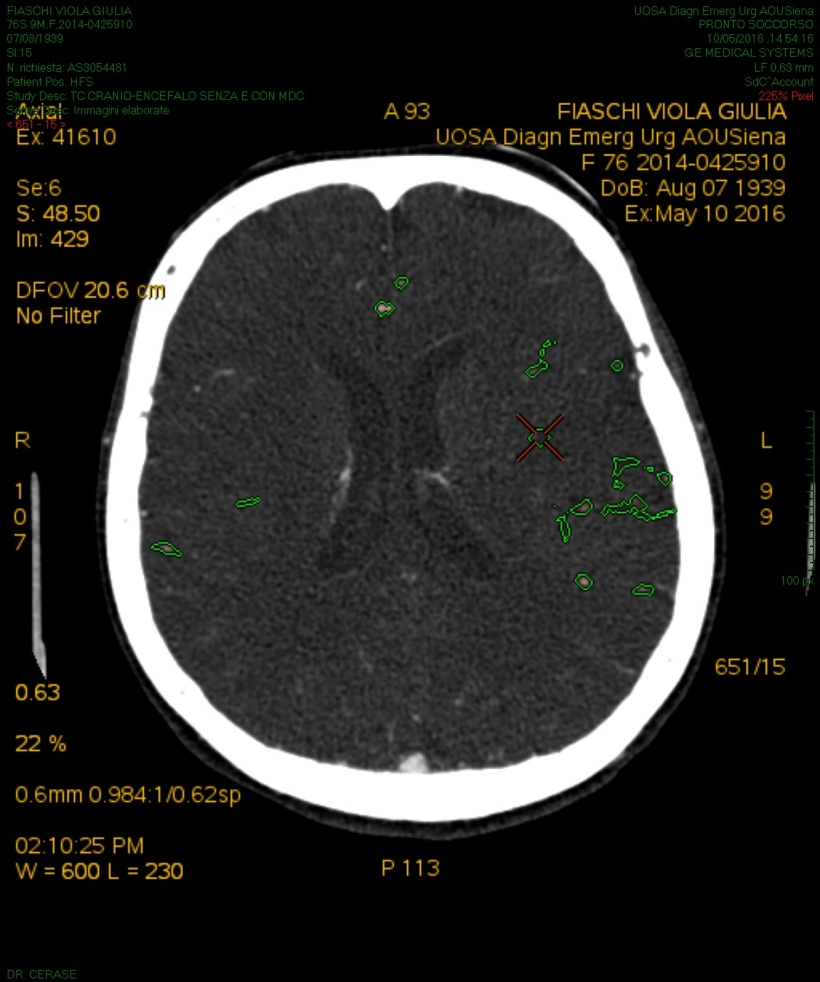 FIASCHI VIOLA GIULIA
76S 9M,F,2014-0425910
07/08/1939
SI:15
N. richiesta: AS3054481
Patient Pos: HFS
Study Desc: TC CRANIO-ENCEFALO SENZA E CON MDC
Immagini elaborate
< 651 - 15 >
UOSA Diagn Emerg Urg AOUSiena
PRONTO SOCCORSO
10/05/2016 ,14.54.16
GE MEDICAL SYSTEMS
LF 0,63 mm
SdC^Account
225% Pixel
Axial
Ex: 41610
Se:6
S: 48.50
Im: 429
DFOV 20.6 cm
No Filter
A 93
FIASCHI VIOLA GIULIA
UOSA Diagn Emerg Urg AOUSiena
F 76 2014-0425910
DoB: Aug 07 1939
Ex:May 10 2016
R
1
0
7
L
9
9
100 px
651/15
0.63
22 %
0.6mm 0.984:1/0.62sp
02:10:25 PM
W = 600 L = 230
P 113
DR. CERASE